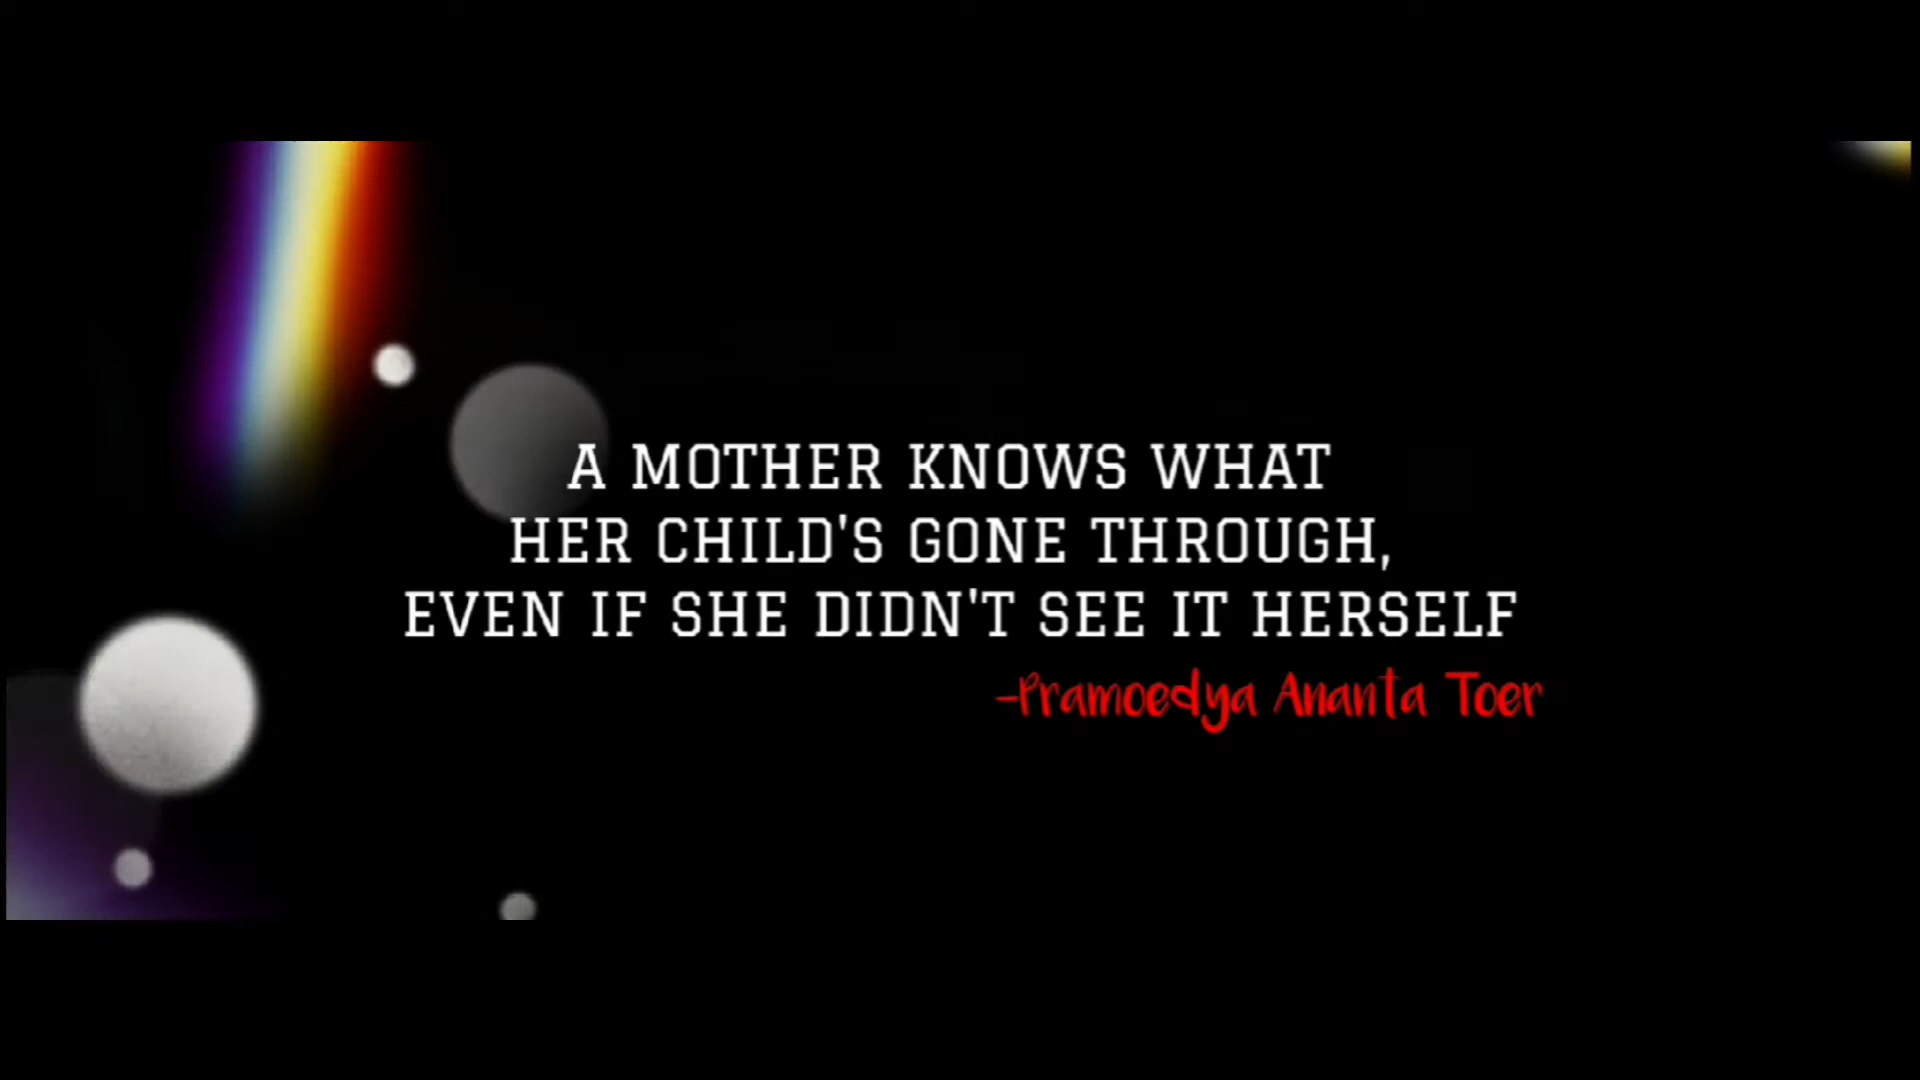 A MOTHER KNOWS WHAT
HER CHILD'S GONE THROUGH,
EVEN IF SHE DIDN'T SEE IT HERSELF
-Pramoedya Ananta Toer